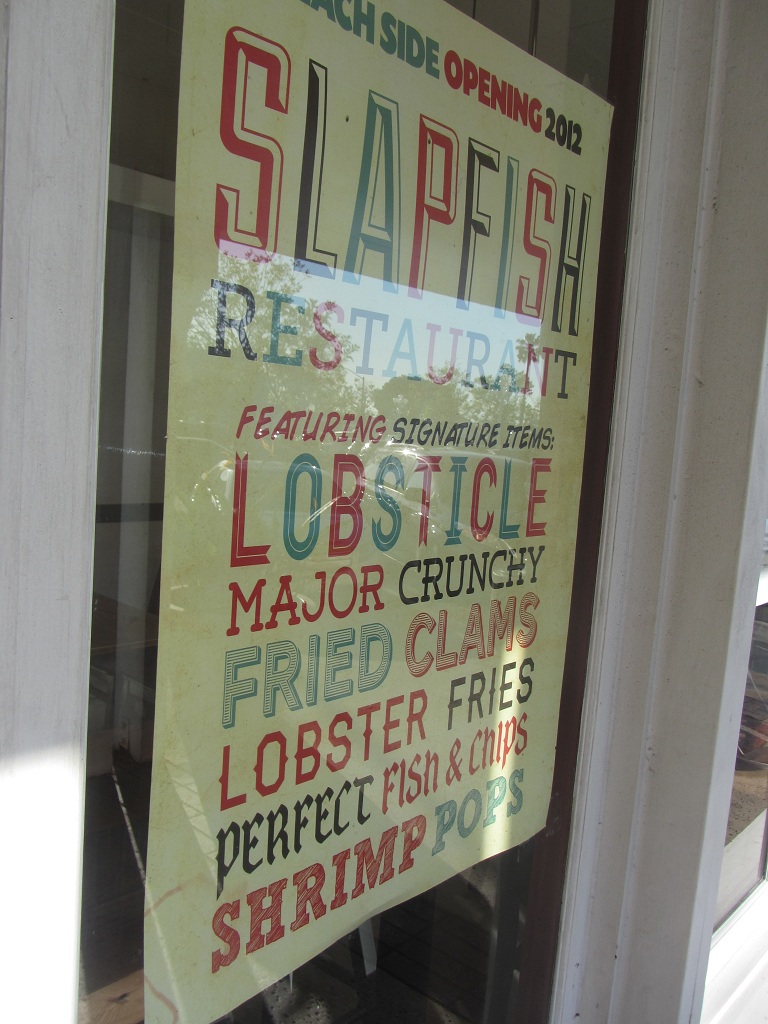 SIDE OPENING 2012
SLAPFISH
RESTAURANT
FEATURING SIGNATURE ITEMS:
LOBSTICLE
MAJOR CRUNCHY
FRIED CLAMS
LOBSTER FRIES
PERFECT FISH & CHIPS
SHRIMP POPS